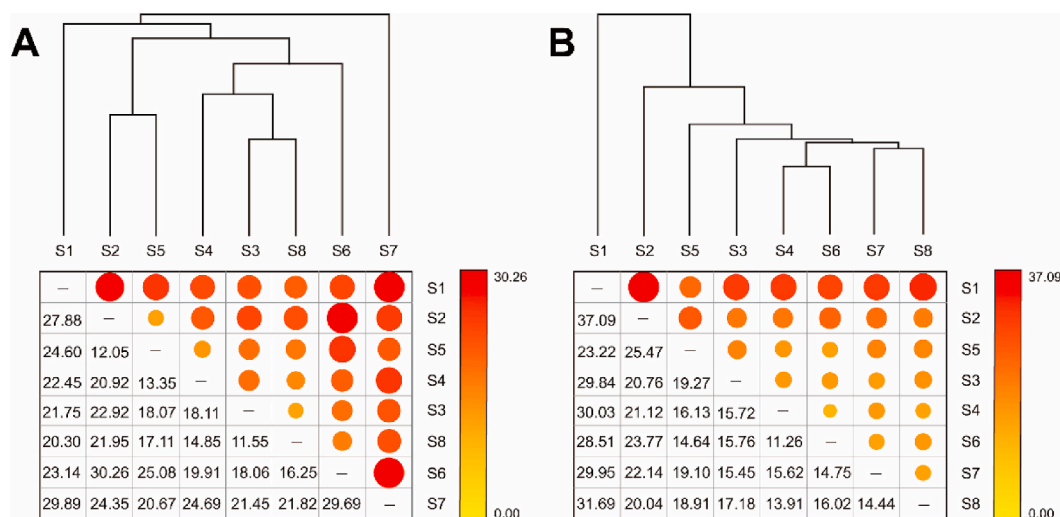 A
B
S1 S2 S5 S4 S3 S8 S6 S7
S1 S2 S5 S3 S4 S6 S7 S8
— S1 30.26
27.88 — S2
24.60 12.05 — S5
22.45 20.92 13.35 — S4
21.75 22.92 18.07 18.11 — S3
20.30 21.95 17.11 14.85 11.55 — S8
23.14 30.26 25.08 19.91 18.06 16.25 — S6
29.89 24.35 20.67 24.69 21.45 21.82 29.69 — S7 0.00
— S1 37.09
37.09 — S2
23.22 25.47 — S5
29.84 20.76 19.27 — S3
30.03 21.12 16.13 15.72 — S4
28.51 23.77 14.64 15.76 11.26 — S6
29.95 22.14 19.10 15.45 15.62 14.75 — S7
31.69 20.04 18.91 17.18 13.91 16.02 14.44 — S8 0.00